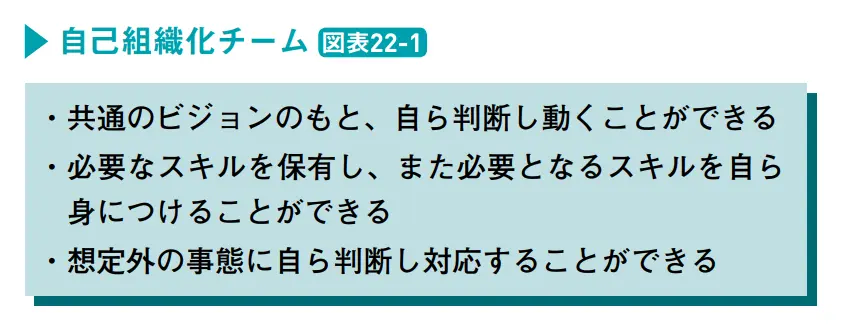 ▶ 自己組織化チーム 図表22-1
・共通のビジョンのもと、自ら判断し動くことができる
・必要なスキルを保有し、また必要となるスキルを自ら
身につけることができる
・想定外の事態に自ら判断し対応することができる